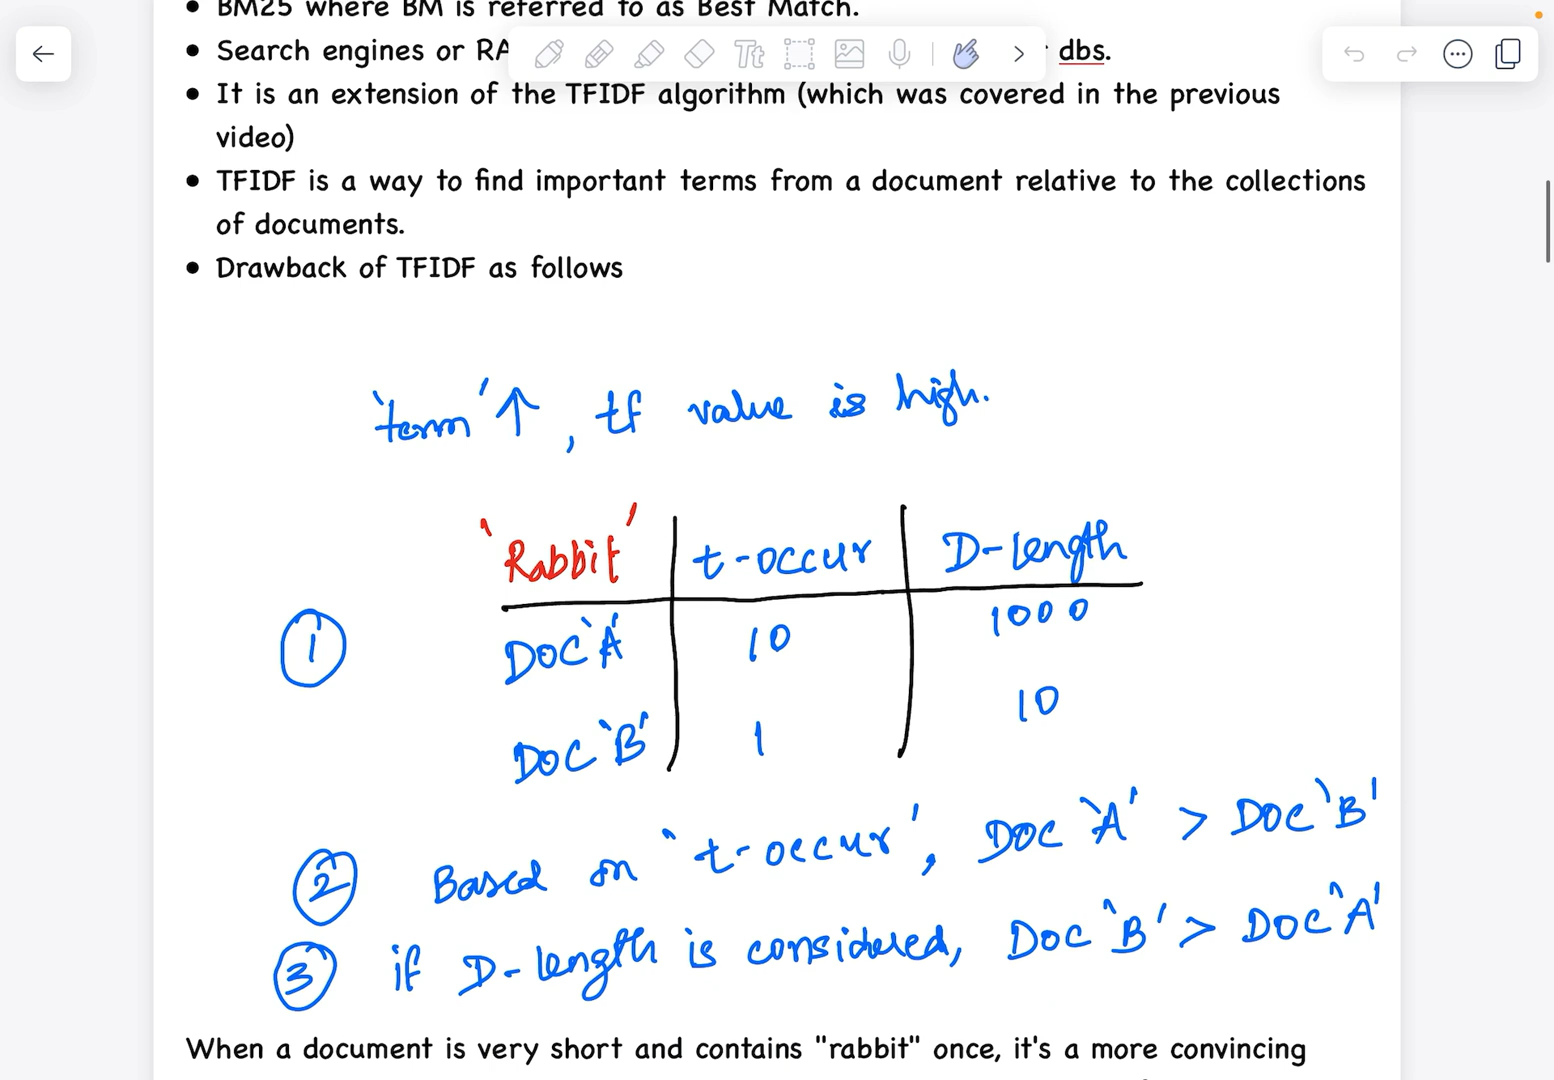 • BM25 where BM is referred to as Best Match.
• Search engines or RA
Tt
dbs.
• It is an extension of the TFIDF algorithm (which was covered in the previous
video)
• TFIDF is a way to find important terms from a document relative to the collections
of documents.
• Drawback of TFIDF as follows
'term' ↑, tf value is high.
'Rabbit' t-occur D-length
① DOC 'A' 10 1000
DOC 'B' 1 10
② Based on 't-occur', DOC 'A' > DOC 'B'
③ if D-length is considered, DOC 'B' > DOC 'A'
When a document is very short and contains "rabbit" once, it's a more convincing